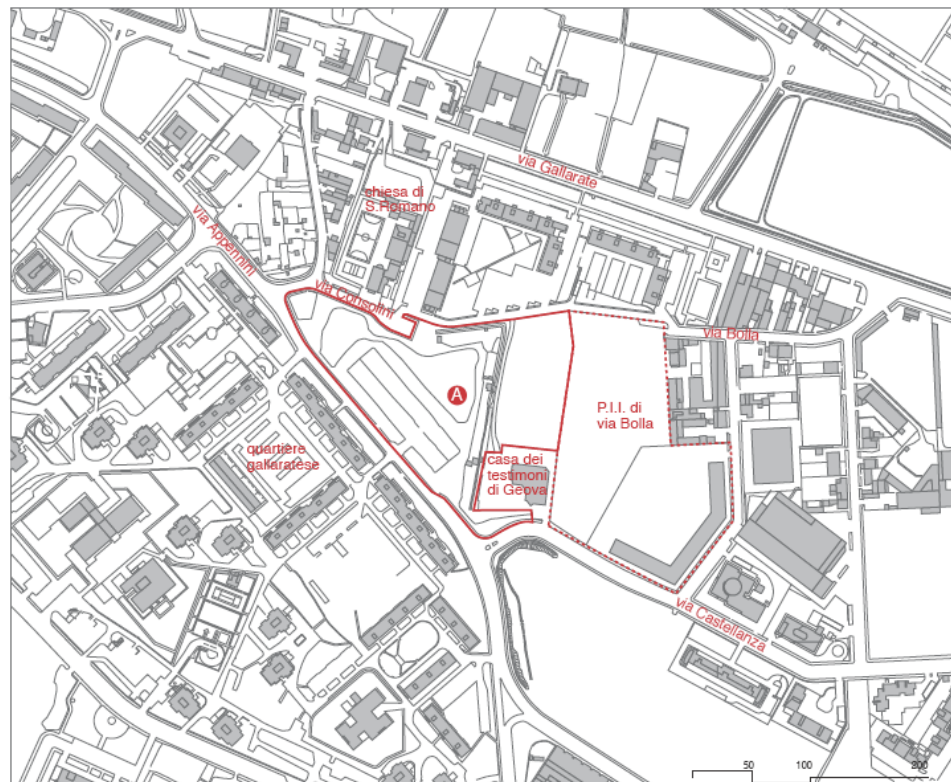 via Gallarate
chiesa di
S.Romano
via Appennini
via Consolini
via Bolla
A
P.I.I. di
via Bolla
quartiere
gallaratese
casa dei
testimoni
di Geova
via Castellanza
50
100
200